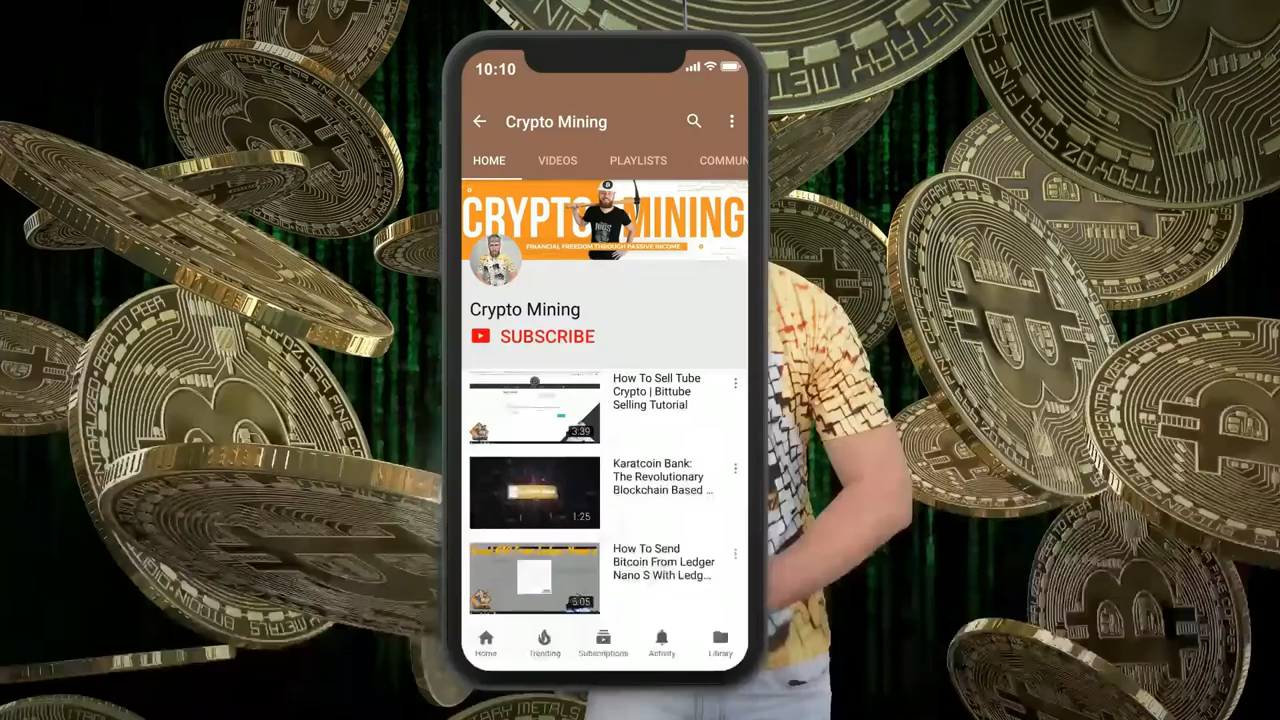 10:10
Crypto Mining
HOME VIDEOS PLAYLISTS COMMUN
CRYPTO MINING
FINANCIAL FREEDOM THROUGH PASSIVE INCOME
Crypto Mining
SUBSCRIBE
How To Sell Tube
Crypto | Bittube
Selling Tutorial
3:39
Karatcoin Bank:
The Revolutionary
Blockchain Based ...
1:25
How To Send
Bitcoin From Ledger
Nano S With Ledg...
5:05
Home Trending Subscriptions Activity Library